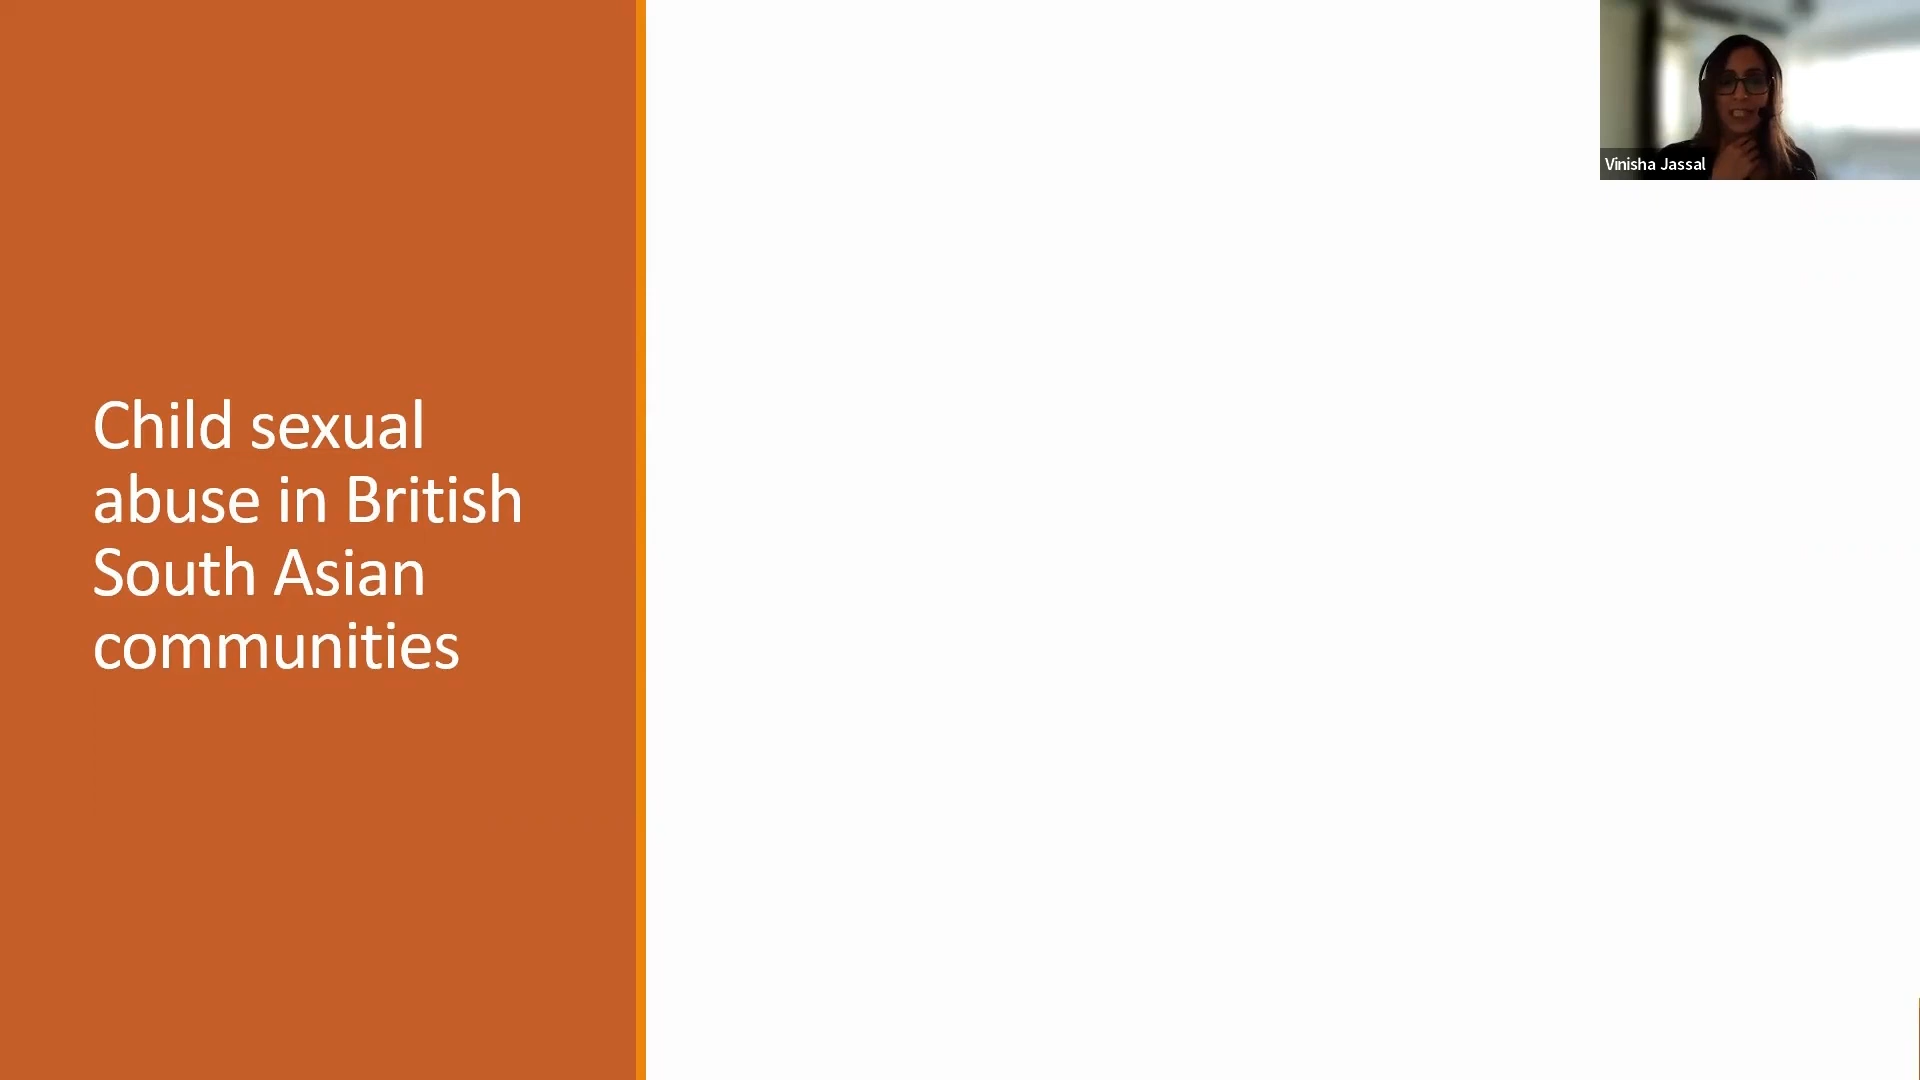 Child sexual
abuse in British
South Asian
communities
Vinisha Jassal